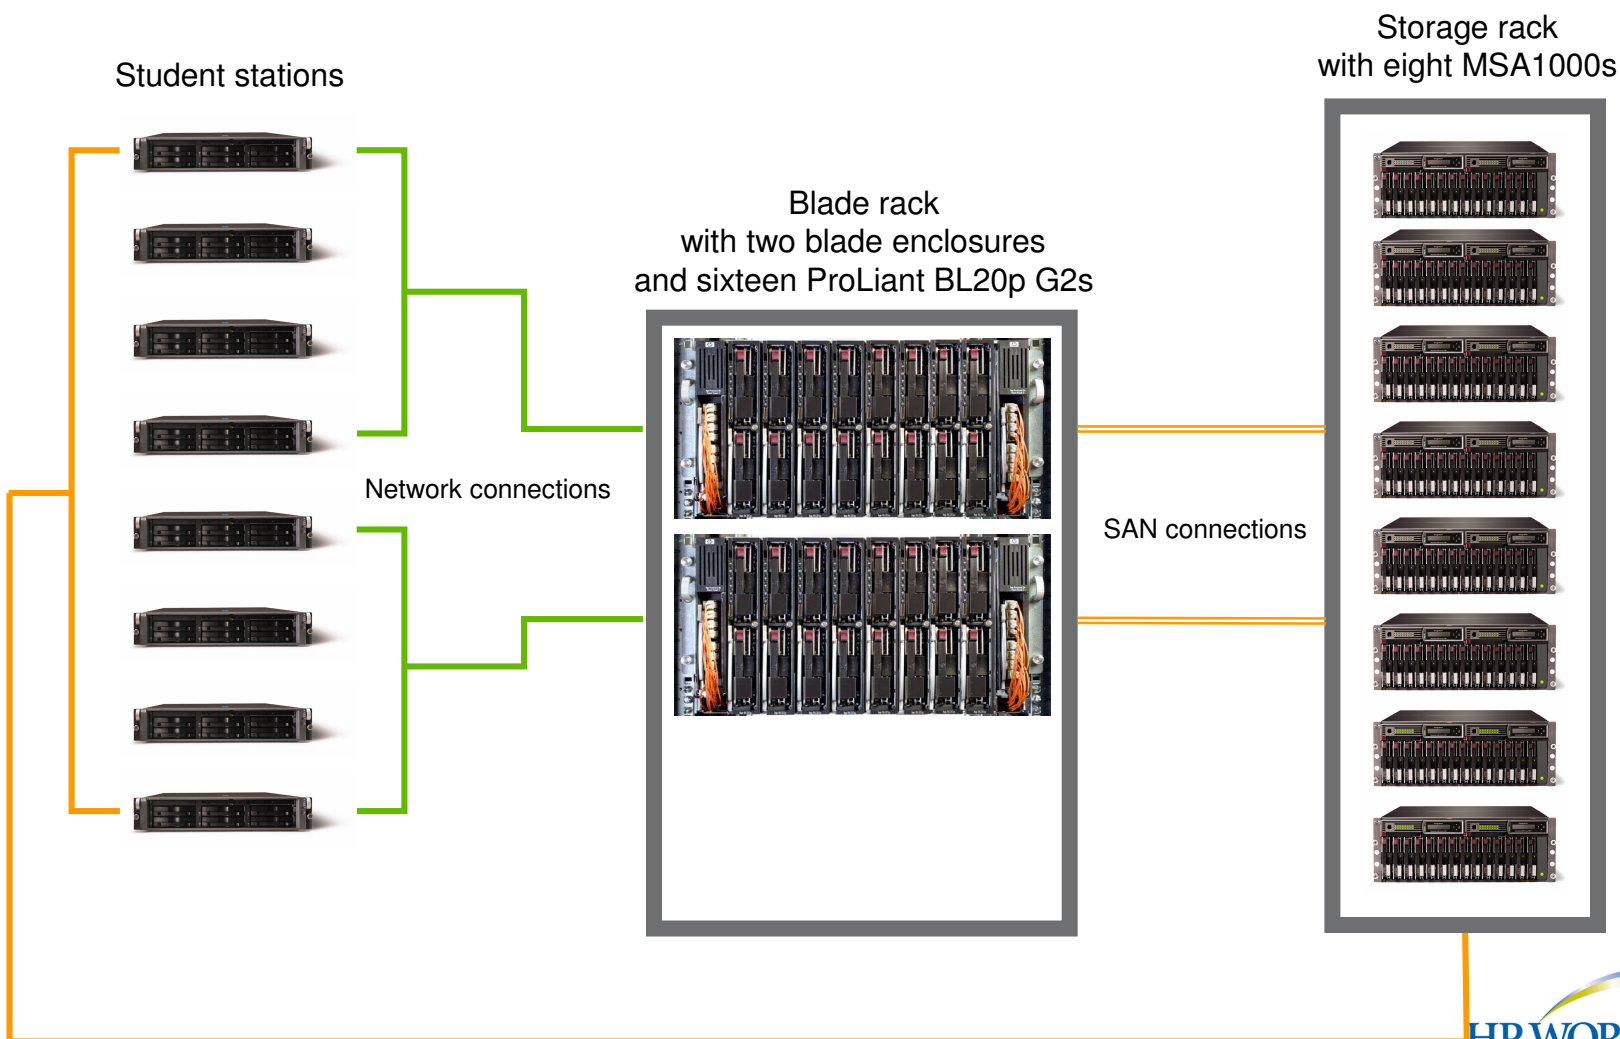 Storage rack
with eight MSA1000s
Student stations
Blade rack
with two blade enclosures
and sixteen ProLiant BL20p G2s
Network connections
SAN connections